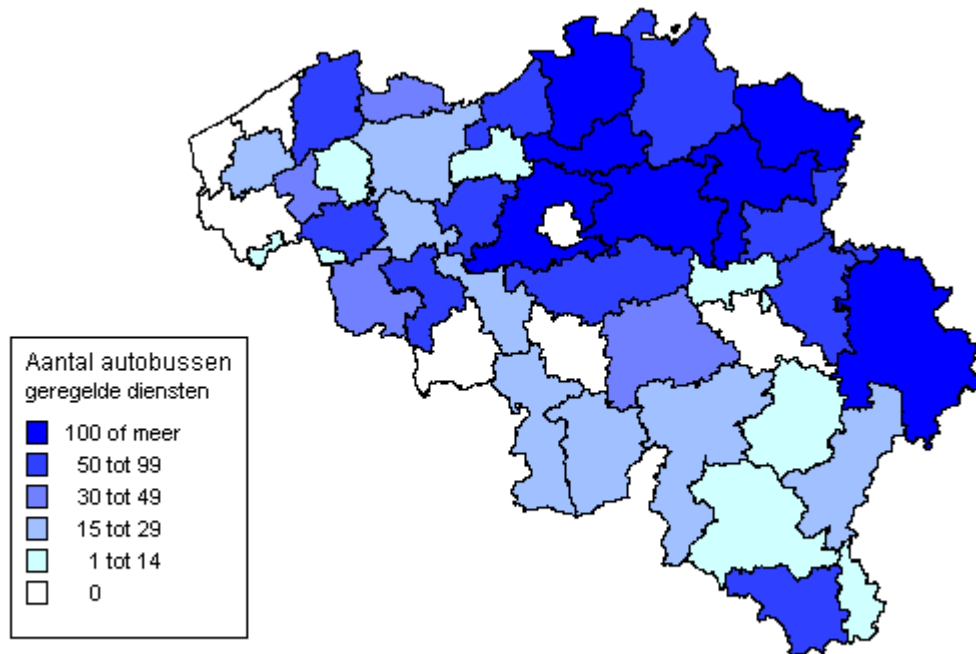 Aantal autobussen
geregelde diensten
100 of meer
50 tot 99
30 tot 49
15 tot 29
1 tot 14
0